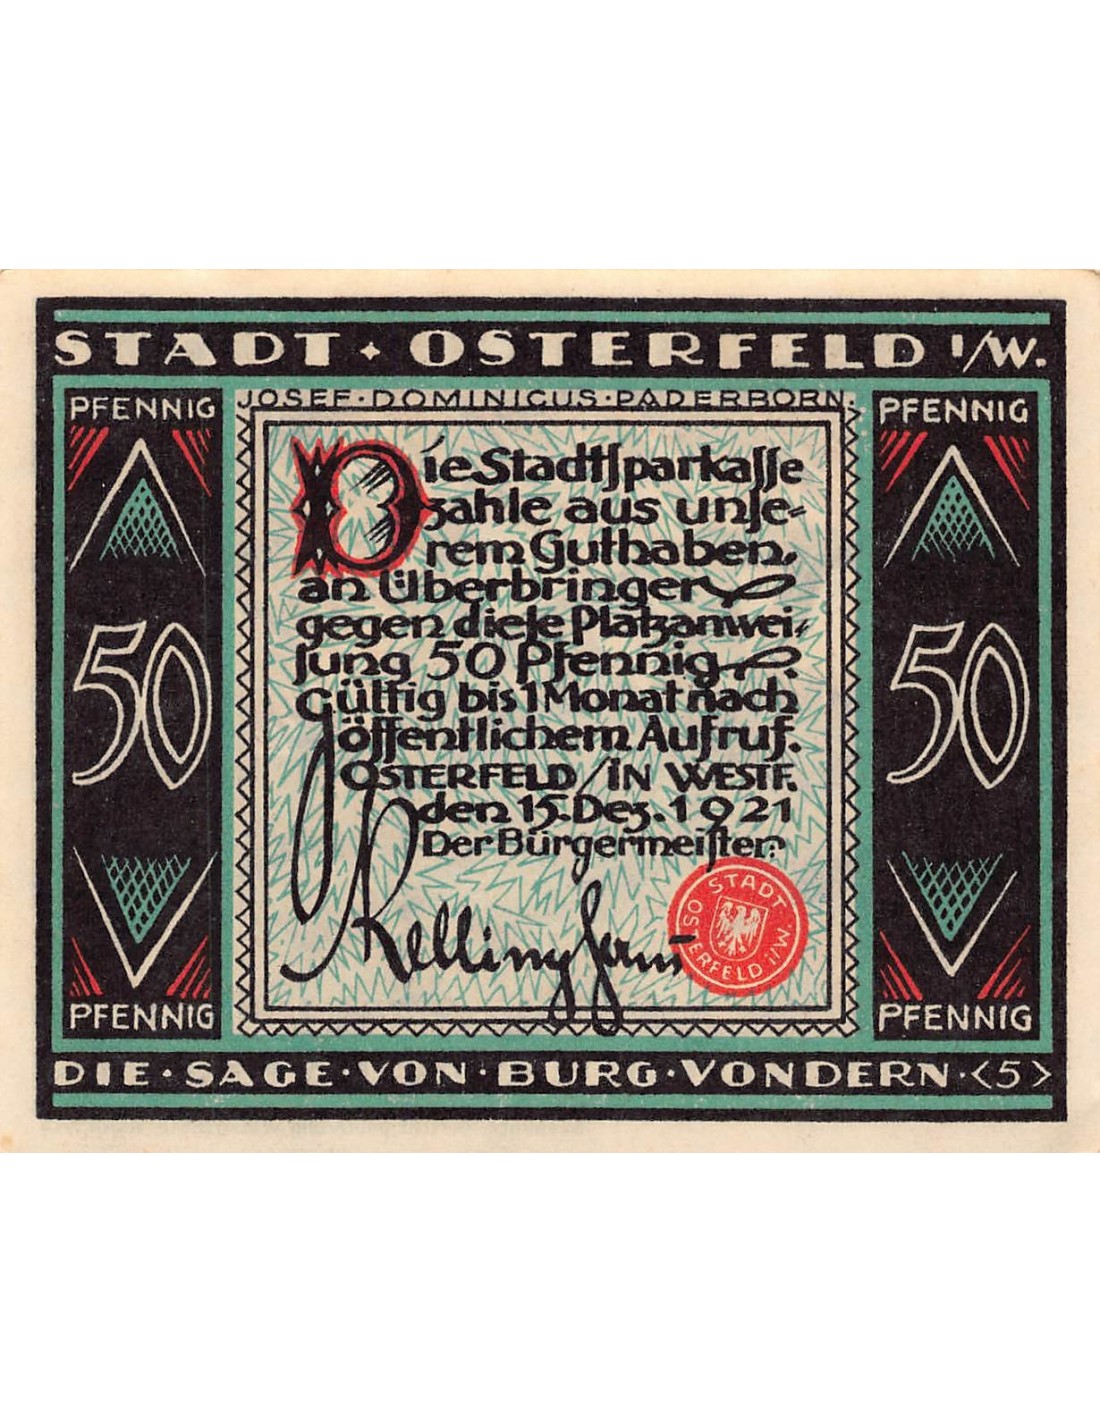 STADT · OSTERFELD I/W.
PFENNIG
JOSEF · DOMINICUS · PADERBORN.
PFENNIG
Die Stadtſparkaſſe
zahle aus unſe-
rem Guthaben,
an Überbringer
gegen dieſe Platzanwei-
ſung 50 Pfennig
Gültig bis 1 Monat nach
öffentlichem Aufruf.
OSTERFELD/IN WESTF.
den 15. Dez. 1921
Der Bürgermeiſter:
50
50
STADT
OSTERFELD i/W.
PFENNIG
PFENNIG
DIE · SAGE · VON · BURG · VONDERN · <5>